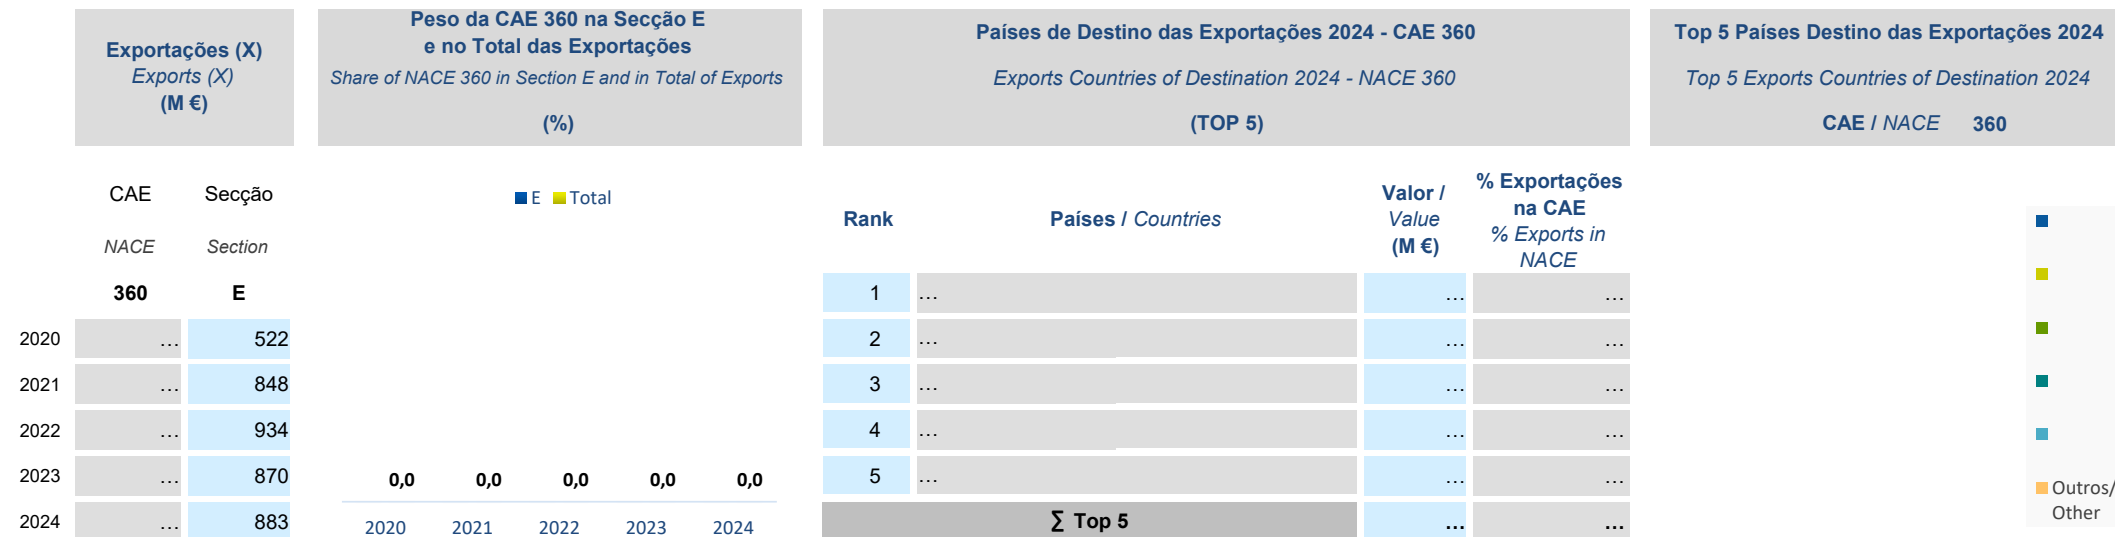 Exportações (X)
Exports (X)
(M €)
Peso da CAE 360 na Secção E
e no Total das Exportações
Share of NACE 360 in Section E and in Total of Exports
(%)
Países de Destino das Exportações 2024 - CAE 360
Exports Countries of Destination 2024 - NACE 360
(TOP 5)
Top 5 Países Destino das Exportações 2024
Top 5 Exports Countries of Destination 2024
CAE / NACE 360
CAE Secção
NACE Section
360 E
2020 … 522
2021 … 848
2022 … 934
2023 … 870
2024 … 883
E Total
0,0 0,0 0,0 0,0 0,0
2020 2021 2022 2023 2024
Rank
Países / Countries
Valor /
Value
(M €)
% Exportações
na CAE
% Exports in
NACE
1 … … …
2 … … …
3 … … …
4 … … …
5 … … …
∑ Top 5 … …
Outros/
Other